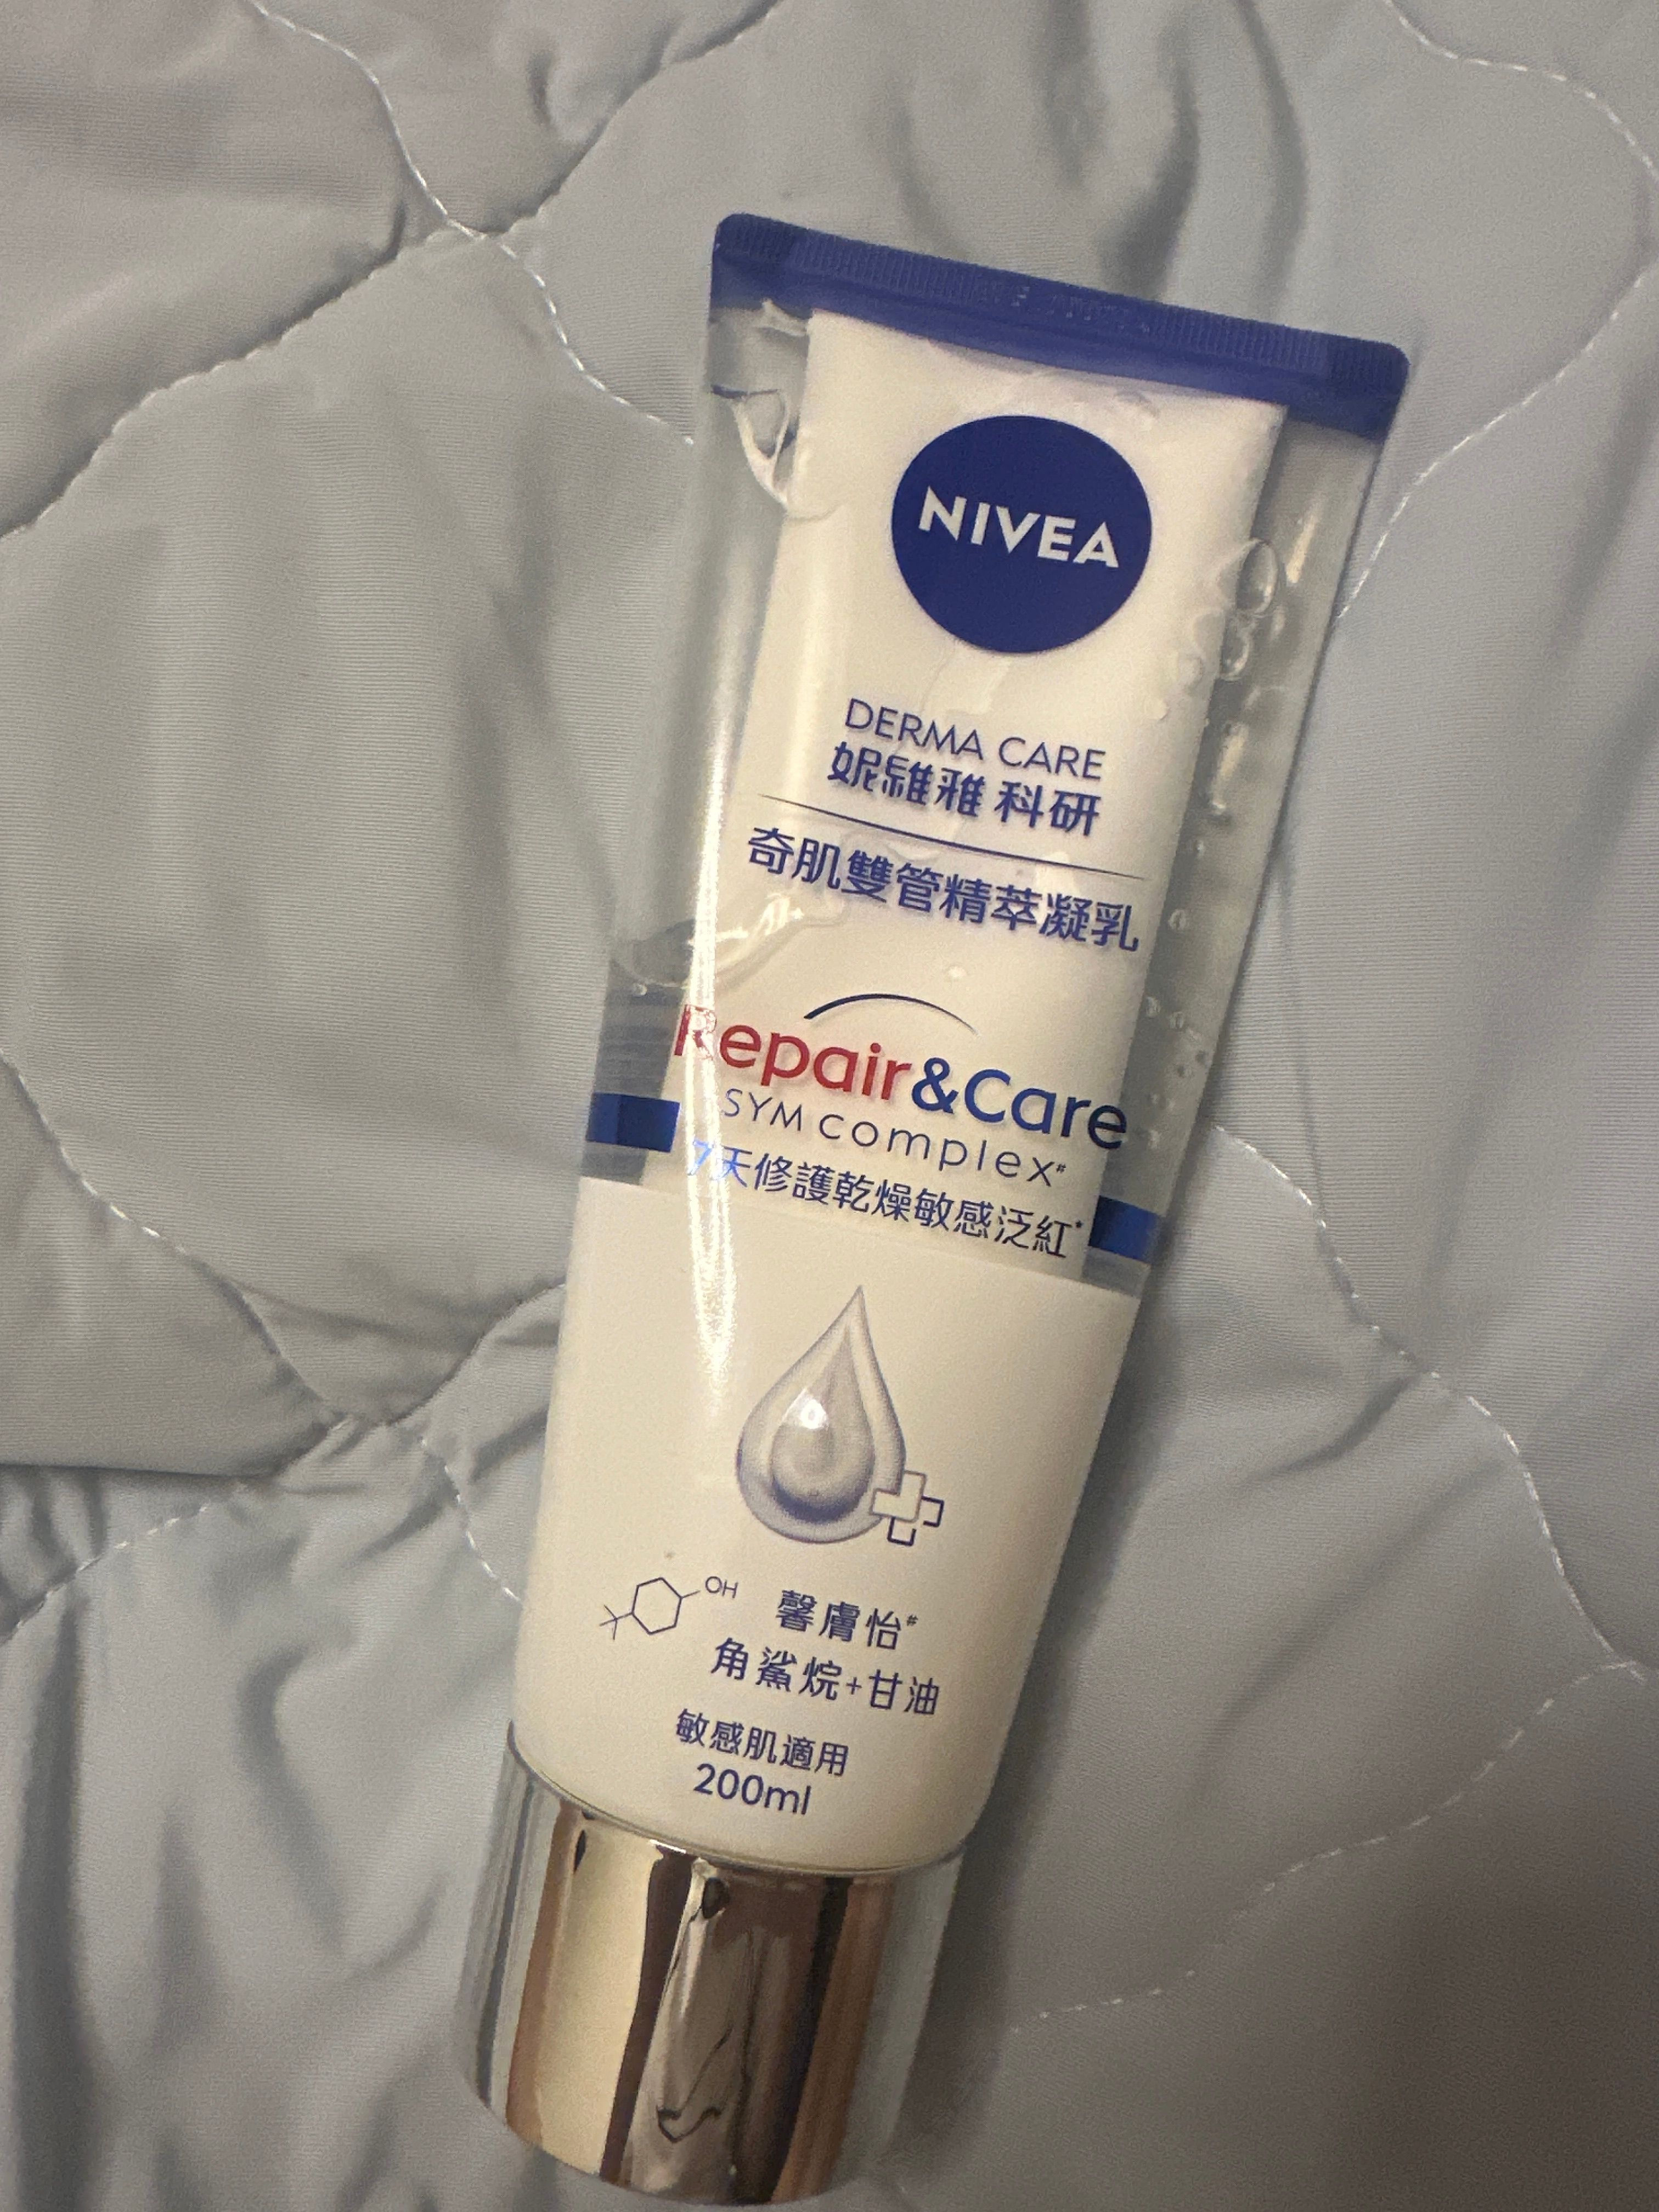 NIVEA
DERMA CARE
妮維雅 科研
奇肌雙管精萃凝乳
Repair&Care
SYM complex#
7天修護乾燥敏感泛紅*
OH
馨膚怡#
角鯊烷+甘油
敏感肌適用
200ml